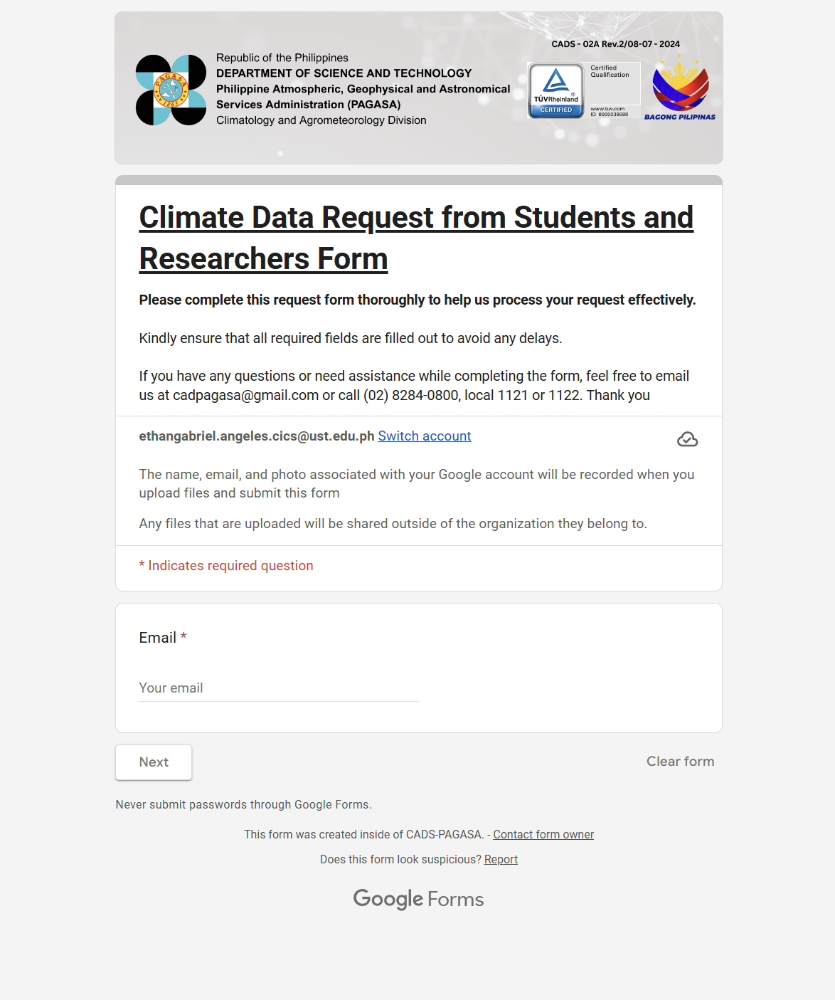 CADS - 02A Rev.2/08-07 - 2024
Republic of the Philippines
DEPARTMENT OF SCIENCE AND TECHNOLOGY
Philippine Atmospheric, Geophysical and Astronomical
Services Administration (PAGASA)
Climatology and Agrometeorology Division
PAGASA
1865
TÜVRheinland
®
CERTIFIED
Certified
Qualification
www.tuv.com
ID 0000038688
BAGONG PILIPINAS
Climate Data Request from Students and
Researchers Form
Please complete this request form thoroughly to help us process your request effectively.
Kindly ensure that all required fields are filled out to avoid any delays.
If you have any questions or need assistance while completing the form, feel free to email
us at cadpagasa@gmail.com or call (02) 8284-0800, local 1121 or 1122. Thank you
ethangabriel.angeles.cics@ust.edu.ph Switch account
The name, email, and photo associated with your Google account will be recorded when you
upload files and submit this form
Any files that are uploaded will be shared outside of the organization they belong to.
* Indicates required question
Email *
Your email
Next
Clear form
Never submit passwords through Google Forms.
This form was created inside of CADS-PAGASA. - Contact form owner
Does this form look suspicious? Report
Google Forms